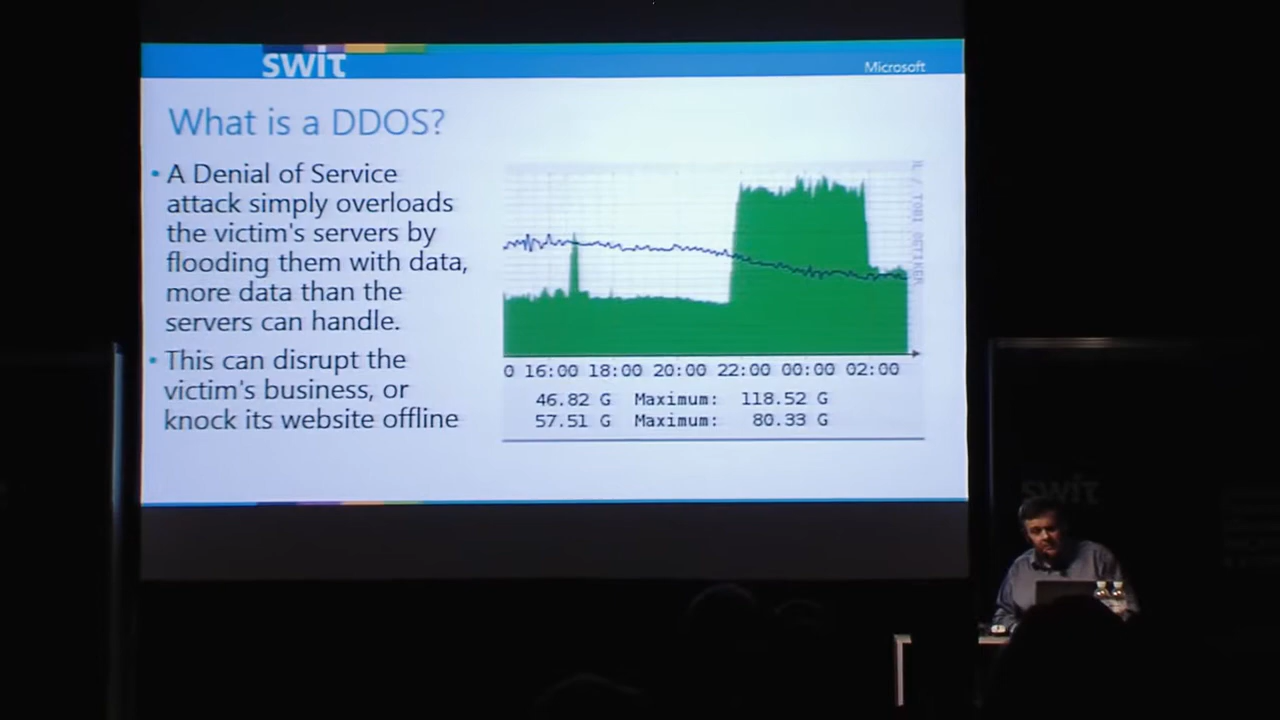 swit
Microsoft
What is a DDOS?
• A Denial of Service
attack simply overloads
the victim's servers by
flooding them with data,
more data than the
servers can handle.
• This can disrupt the
victim's business, or
knock its website offline
TOBI OETIKER
0 16:00 18:00 20:00 22:00 00:00 02:00
46.82 G Maximum: 118.52 G
57.51 G Maximum: 80.33 G
swit